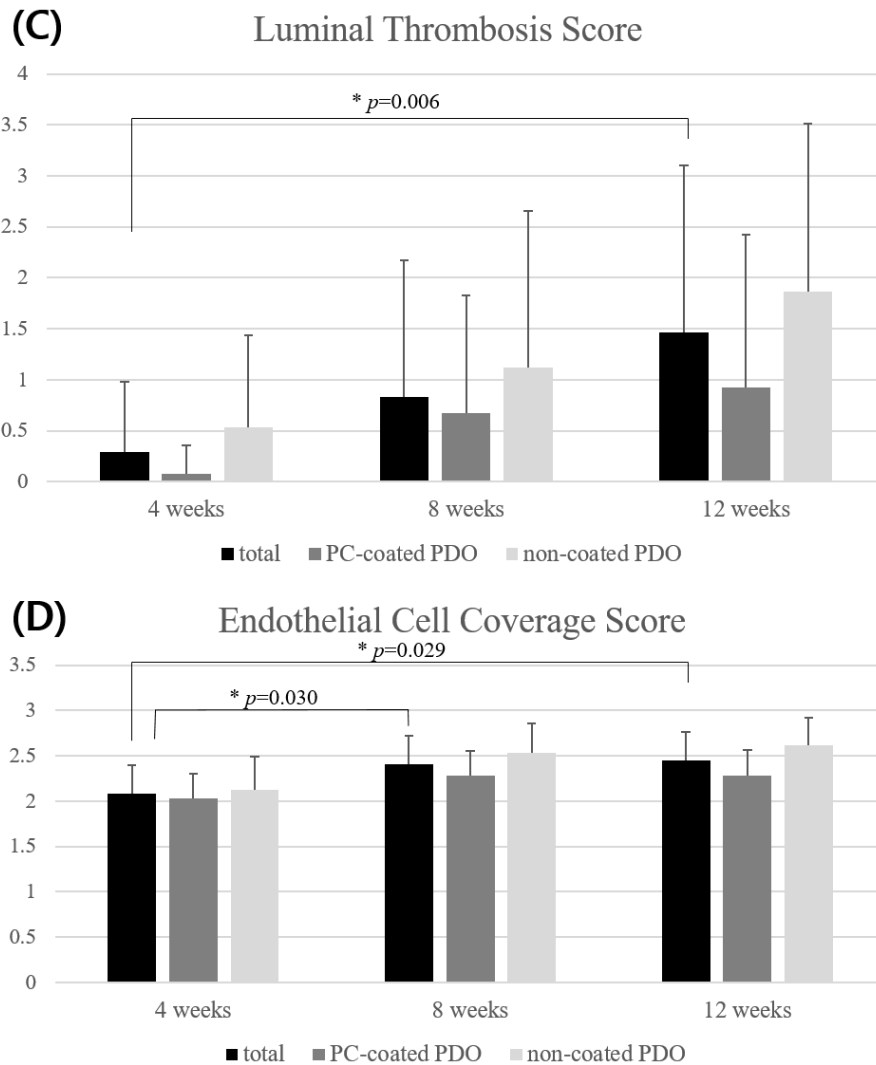 (C)
Luminal Thrombosis Score
4
* p=0.006
3.5
3
2.5
2
1.5
1
0.5
0
4 weeks 8 weeks 12 weeks
total PC-coated PDO non-coated PDO
(D)
Endothelial Cell Coverage Score
* p=0.029
3.5
* p=0.030
3
2.5
2
1.5
1
0.5
0
4 weeks 8 weeks 12 weeks
total PC-coated PDO non-coated PDO